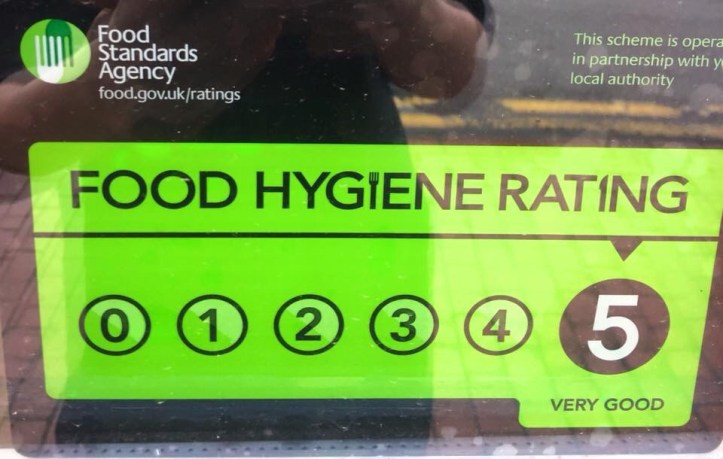 Food
Standards
Agency
food.gov.uk/ratings
This scheme is opera
in partnership with y
local authority
FOOD HYGIENE RATING
0 1 2 3 4 5
VERY GOOD